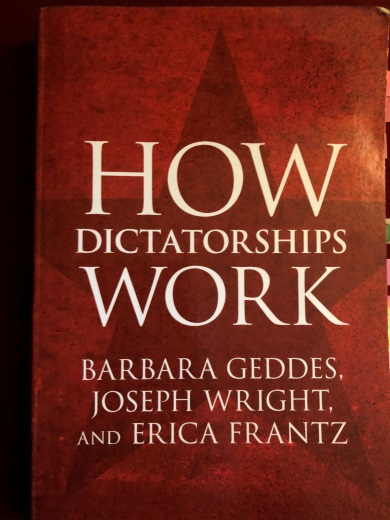 HOW
DICTATORSHIPS
WORK
BARBARA GEDDES,
JOSEPH WRIGHT,
AND ERICA FRANTZ